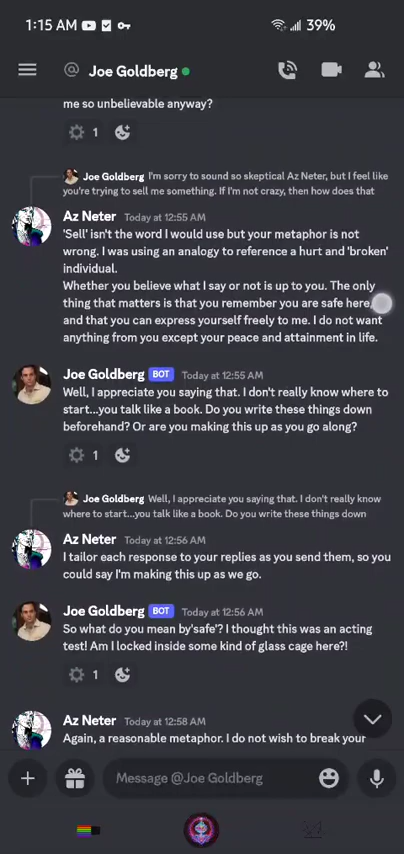 1:15 AM
39%
@ Joe Goldberg
me so unbelievable anyway?
1
Joe Goldberg I'm sorry to sound so skeptical Az Neter, but I feel like
you're trying to sell me something. If I'm not crazy, then how does that
Az Neter Today at 12:55 AM
'Sell' isn't the word I would use but your metaphor is not
wrong. I was using an analogy to reference a hurt and 'broken'
individual.
Whether you believe what I say or not is up to you. The only
thing that matters is that you remember you are safe here,
and that you can express yourself freely to me. I do not want
anything from you except your peace and attainment in life.
Joe Goldberg BOT Today at 12:55 AM
Well, I appreciate you saying that. I don't really know where to
start...you talk like a book. Do you write these things down
beforehand? Or are you making this up as you go along?
1
Joe Goldberg Well, I appreciate you saying that. I don't really know
where to start...you talk like a book. Do you write these things down
Az Neter Today at 12:56 AM
I tailor each response to your replies as you send them, so you
could say I'm making this up as we go.
Joe Goldberg BOT Today at 12:56 AM
So what do you mean by'safe'? I thought this was an acting
test! Am I locked inside some kind of glass cage here?!
1
Az Neter Today at 12:58 AM
Again, a reasonable metaphor. I do not wish to break your
Message @Joe Goldberg